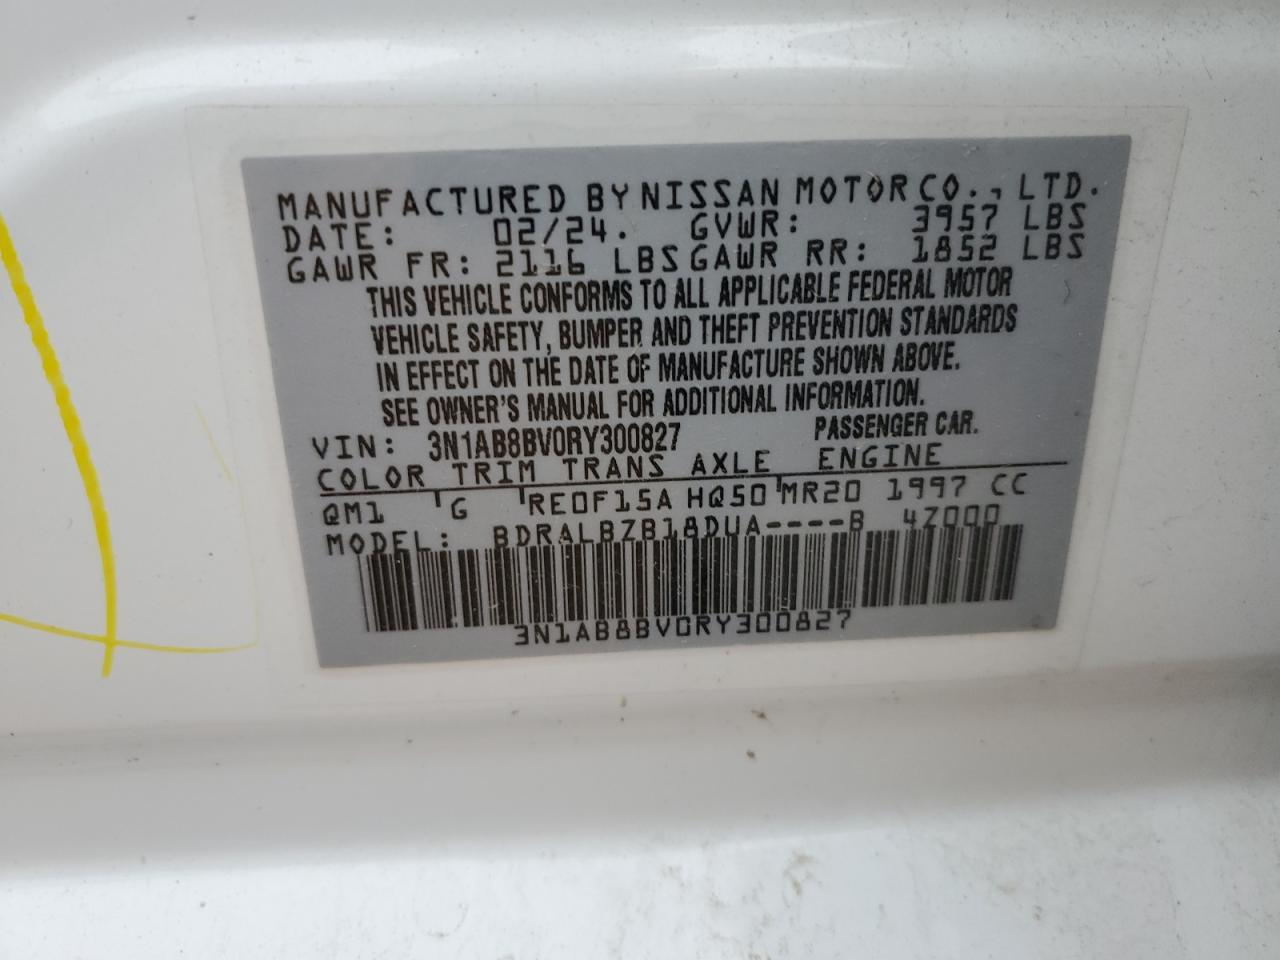 MANUFACTURED BY NISSAN MOTOR CO., LTD.
DATE: 02/24. GVWR: 3957 LBS
GAWR FR: 2116 LBS GAWR RR: 1852 LBS
THIS VEHICLE CONFORMS TO ALL APPLICABLE FEDERAL MOTOR
VEHICLE SAFETY, BUMPER AND THEFT PREVENTION STANDARDS
IN EFFECT ON THE DATE OF MANUFACTURE SHOWN ABOVE.
SEE OWNER'S MANUAL FOR ADDITIONAL INFORMATION.
VIN: 3N1AB8BV0RY300827 PASSENGER CAR.
COLOR TRIM TRANS AXLE ENGINE
QM1 G RE0F15A HQ50 MR20 1997 CC
MODEL: BDRALBZB18DUA----B 4Z000
3N1AB8BV0RY300827